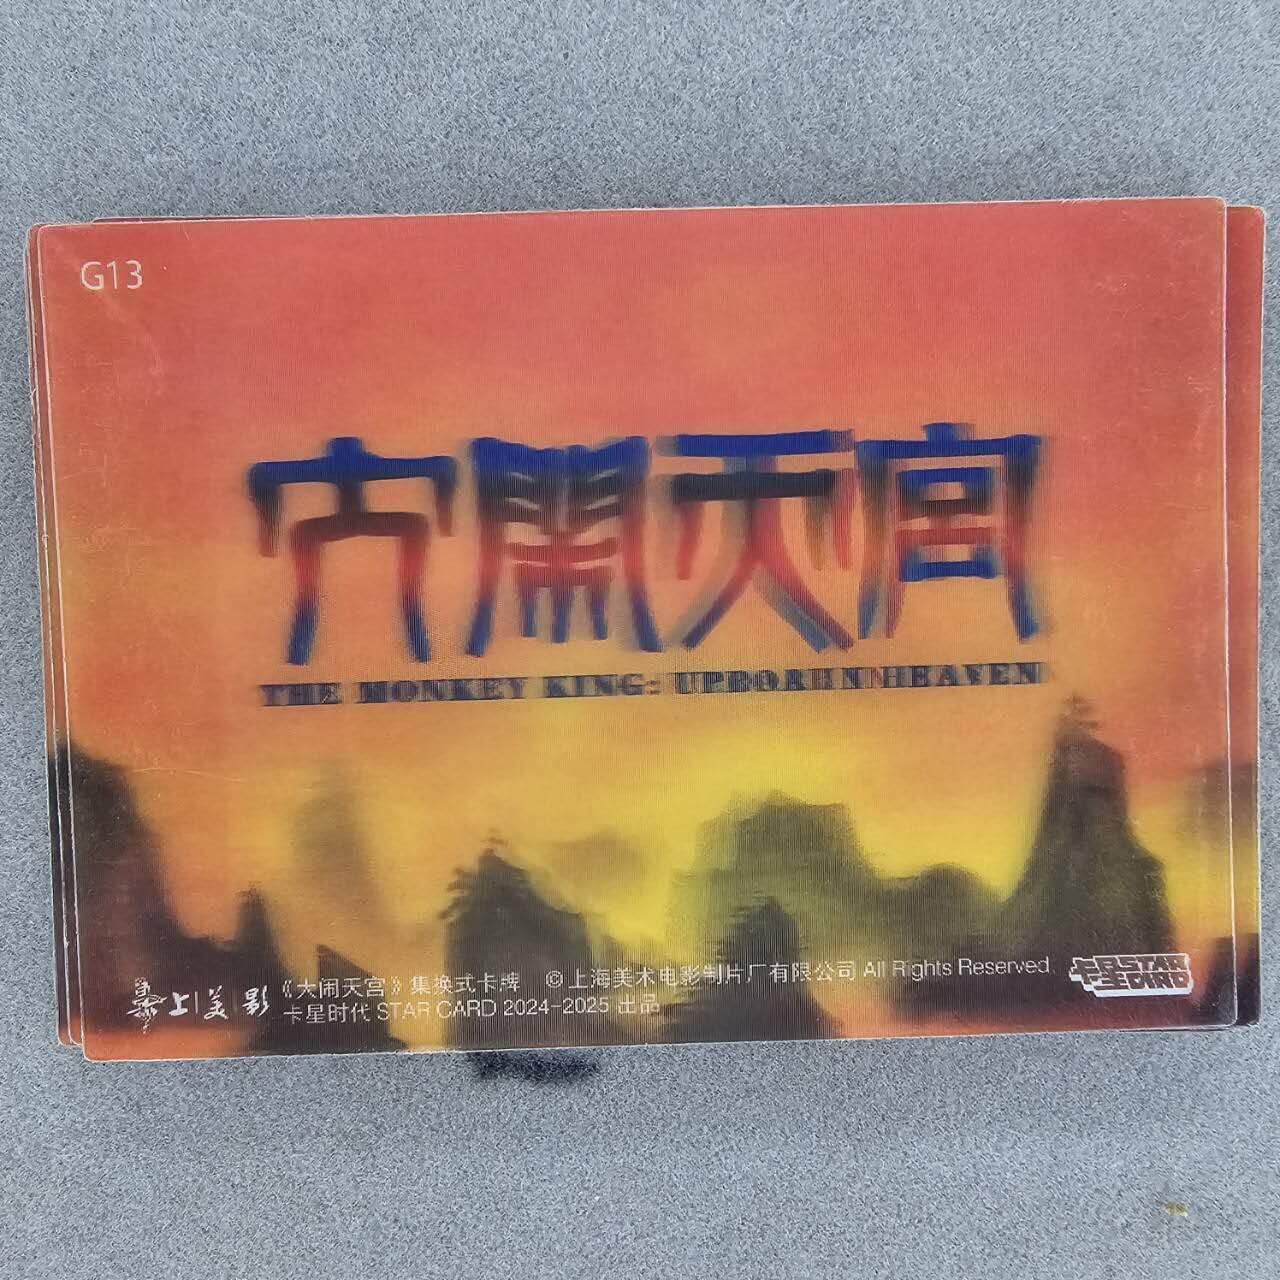 G13
大闹天宫
THE MONKEY KING: UPROAR IN HEAVEN
上美影
《大闹天宫》集换式卡牌 ©上海美术电影制片厂有限公司 All Rights Reserved.
卡星时代 STAR CARD 2024-2025 出品
卡星 STAR CARD